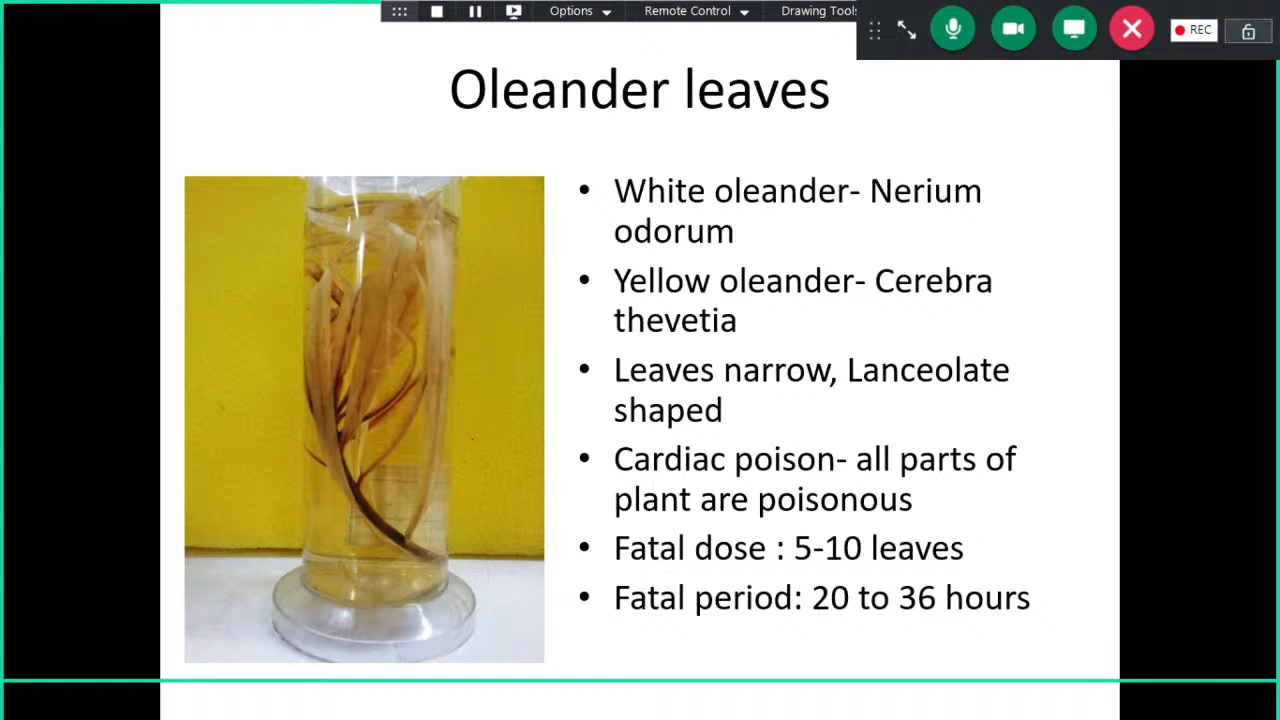 Options
Remote Control
Drawing Tools
REC
Oleander leaves
• White oleander- Nerium
odorum
• Yellow oleander- Cerebra
thevetia
• Leaves narrow, Lanceolate
shaped
• Cardiac poison- all parts of
plant are poisonous
• Fatal dose : 5-10 leaves
• Fatal period: 20 to 36 hours